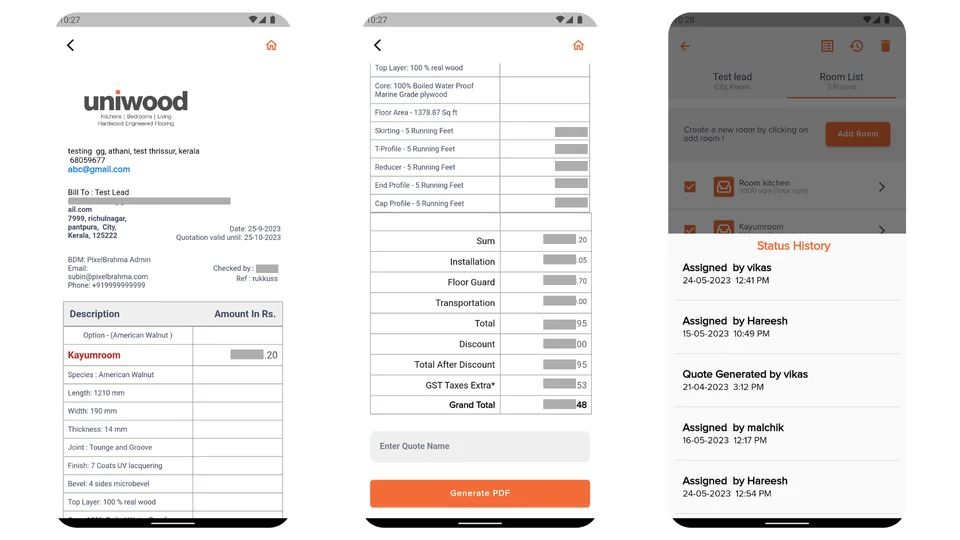 10:27
uniwood
Kitchens | Bedrooms | Living
Hardwood Engineered Flooring
testing gg, athani, test thrissur, kerala
68059677
abc@gmail.com
Bill To : Test Lead
ail.com
7999, richulnagar,
pantpura, City,
Kerala, 125222
Date: 25-9-2023
Quotation valid until: 25-10-2023
BDM: PixelBrahma Admin
Email:
subin@pixelbrahma.com
Phone: +919999999999
Checked by :
Ref : rukkuss
Description Amount In Rs.
Option - (American Walnut )
Kayumroom .20
Species : American Walnut
Length: 1210 mm
Width: 190 mm
Thickness: 14 mm
Joint : Tounge and Groove
Finish: 7 Coats UV lacquering
Bevel: 4 sides microbevel
Top Layer: 100 % real wood
10:27
Top Layer: 100 % real wood
Core: 100% Boiled Water Proof
Marine Grade plywood
Floor Area - 1378.87 Sq ft
Skirting - 5 Running Feet
T-Profile - 5 Running Feet
Reducer - 5 Running Feet
End Profile - 5 Running Feet
Cap Profile - 5 Running Feet
Sum .20
Installation .05
Floor Guard .70
Transportation .00
Total 95
Discount 00
Total After Discount 95
GST Taxes Extra* 53
Grand Total 48
Enter Quote Name
Generate PDF
10:28
Test lead
City, Kerala
Room List
2 Rooms
Create a new room by clicking on
add room !
Add Room
Room kitchen
3000 sqm (Total sqm)
Kayumroom
Status History
Assigned by vikas
24-05-2023 12:41 PM
Assigned by Hareesh
15-05-2023 10:49 PM
Quote Generated by vikas
21-04-2023 3:12 PM
Assigned by malchik
16-05-2023 12:17 PM
Assigned by Hareesh
24-05-2023 12:54 PM